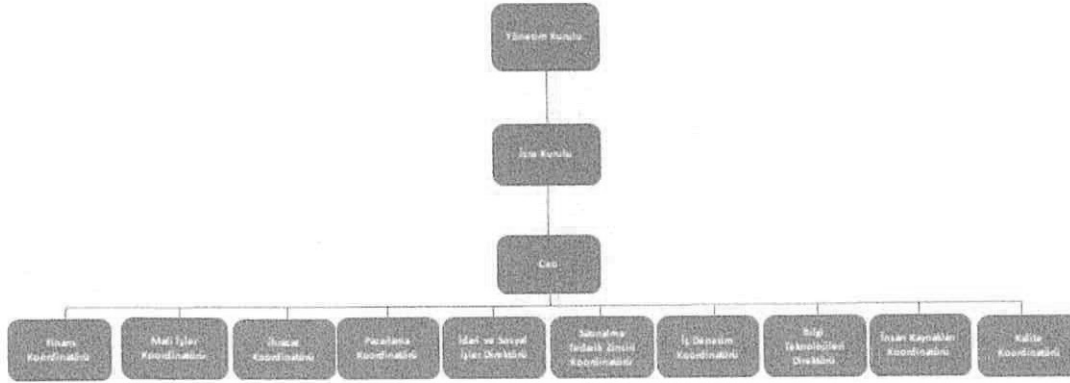 Yönetim Kurulu
İcra Kurulu
Ceo
Finans
Koordinatörü
Mali İşler
Koordinatörü
İhracat
Koordinatörü
Pazarlama
Koordinatörü
İdari ve Sosyal
İşler Direktörü
Satınalma
Tedarik Zinciri
Koordinatörü
İç Denetim
Koordinatörü
Bilgi
Teknolojileri
Direktörü
İnsan Kaynakları
Koordinatörü
Kalite
Koordinatörü